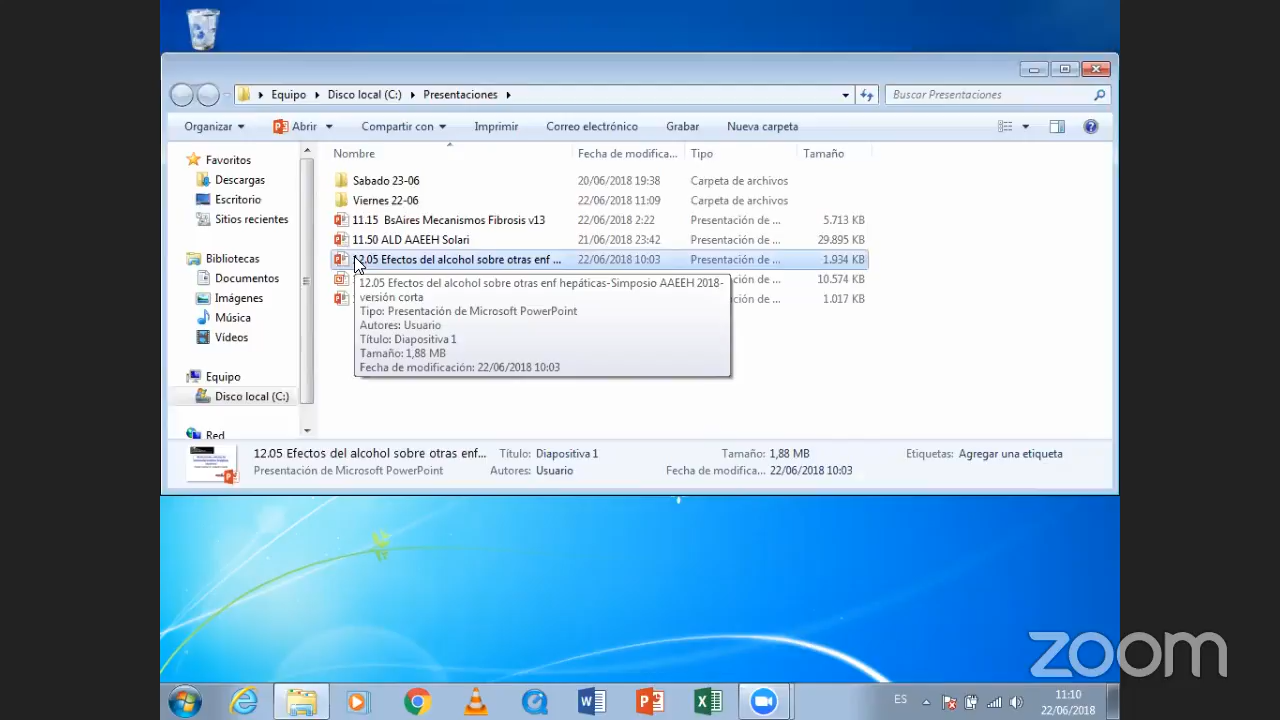 Equipo Disco local (C:) Presentaciones
Buscar Presentaciones
Organizar Abrir Compartir con Imprimir Correo electrónico Grabar Nueva carpeta
Nombre Fecha de modifica... Tipo Tamaño
Favoritos
Descargas
Escritorio
Sitios recientes
Bibliotecas
Documentos
Imágenes
Música
Vídeos
Equipo
Disco local (C:)
Red
Sabado 23-06 20/06/2018 19:38 Carpeta de archivos
Viernes 22-06 22/06/2018 11:09 Carpeta de archivos
11.15 BsAires Mecanismos Fibrosis v13 22/06/2018 2:22 Presentación de ... 5.713 KB
11.50 ALD AAEEH Solari 21/06/2018 23:42 Presentación de ... 29.895 KB
12.05 Efectos del alcohol sobre otras enf ... 22/06/2018 10:03 Presentación de ... 1.934 KB
ción de ... 10.574 KB
ción de ... 1.017 KB
12.05 Efectos del alcohol sobre otras enf hepáticas-Simposio AAEEH 2018-
versión corta
Tipo: Presentación de Microsoft PowerPoint
Autores: Usuario
Título: Diapositiva 1
Tamaño: 1,88 MB
Fecha de modificación: 22/06/2018 10:03
12.05 Efectos del alcohol sobre otras enf... Título: Diapositiva 1 Tamaño: 1,88 MB Etiquetas: Agregar una etiqueta
Presentación de Microsoft PowerPoint Autores: Usuario Fecha de modifica... 22/06/2018 10:03
zoom
ES
11:10
22/06/2018